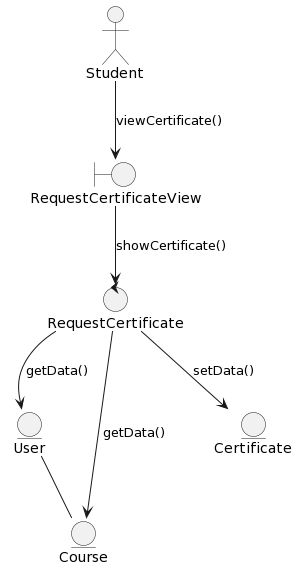 Student
viewCertificate()
RequestCertificateView
showCertificate()
RequestCertificate
getData()
setData()
getData()
User
Certificate
Course